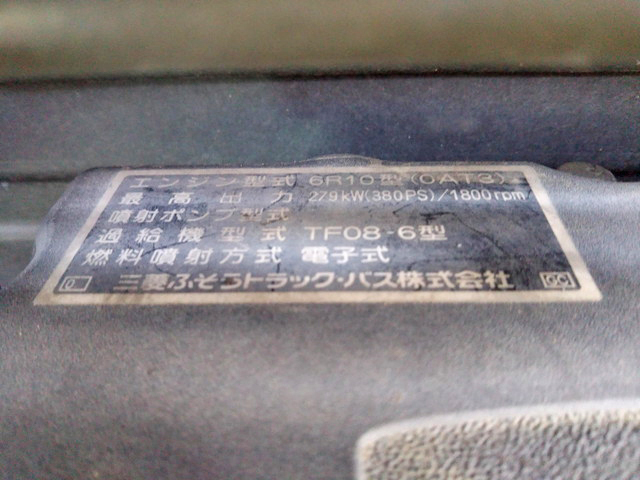 エンジン型式 6R10型(0AT3)
最高出力 279kW(380PS)/1800rpm
噴射ポンプ型式
過給機型式 TF08-6型
燃料噴射方式 電子式
三菱ふそうトラック・バス株式会社